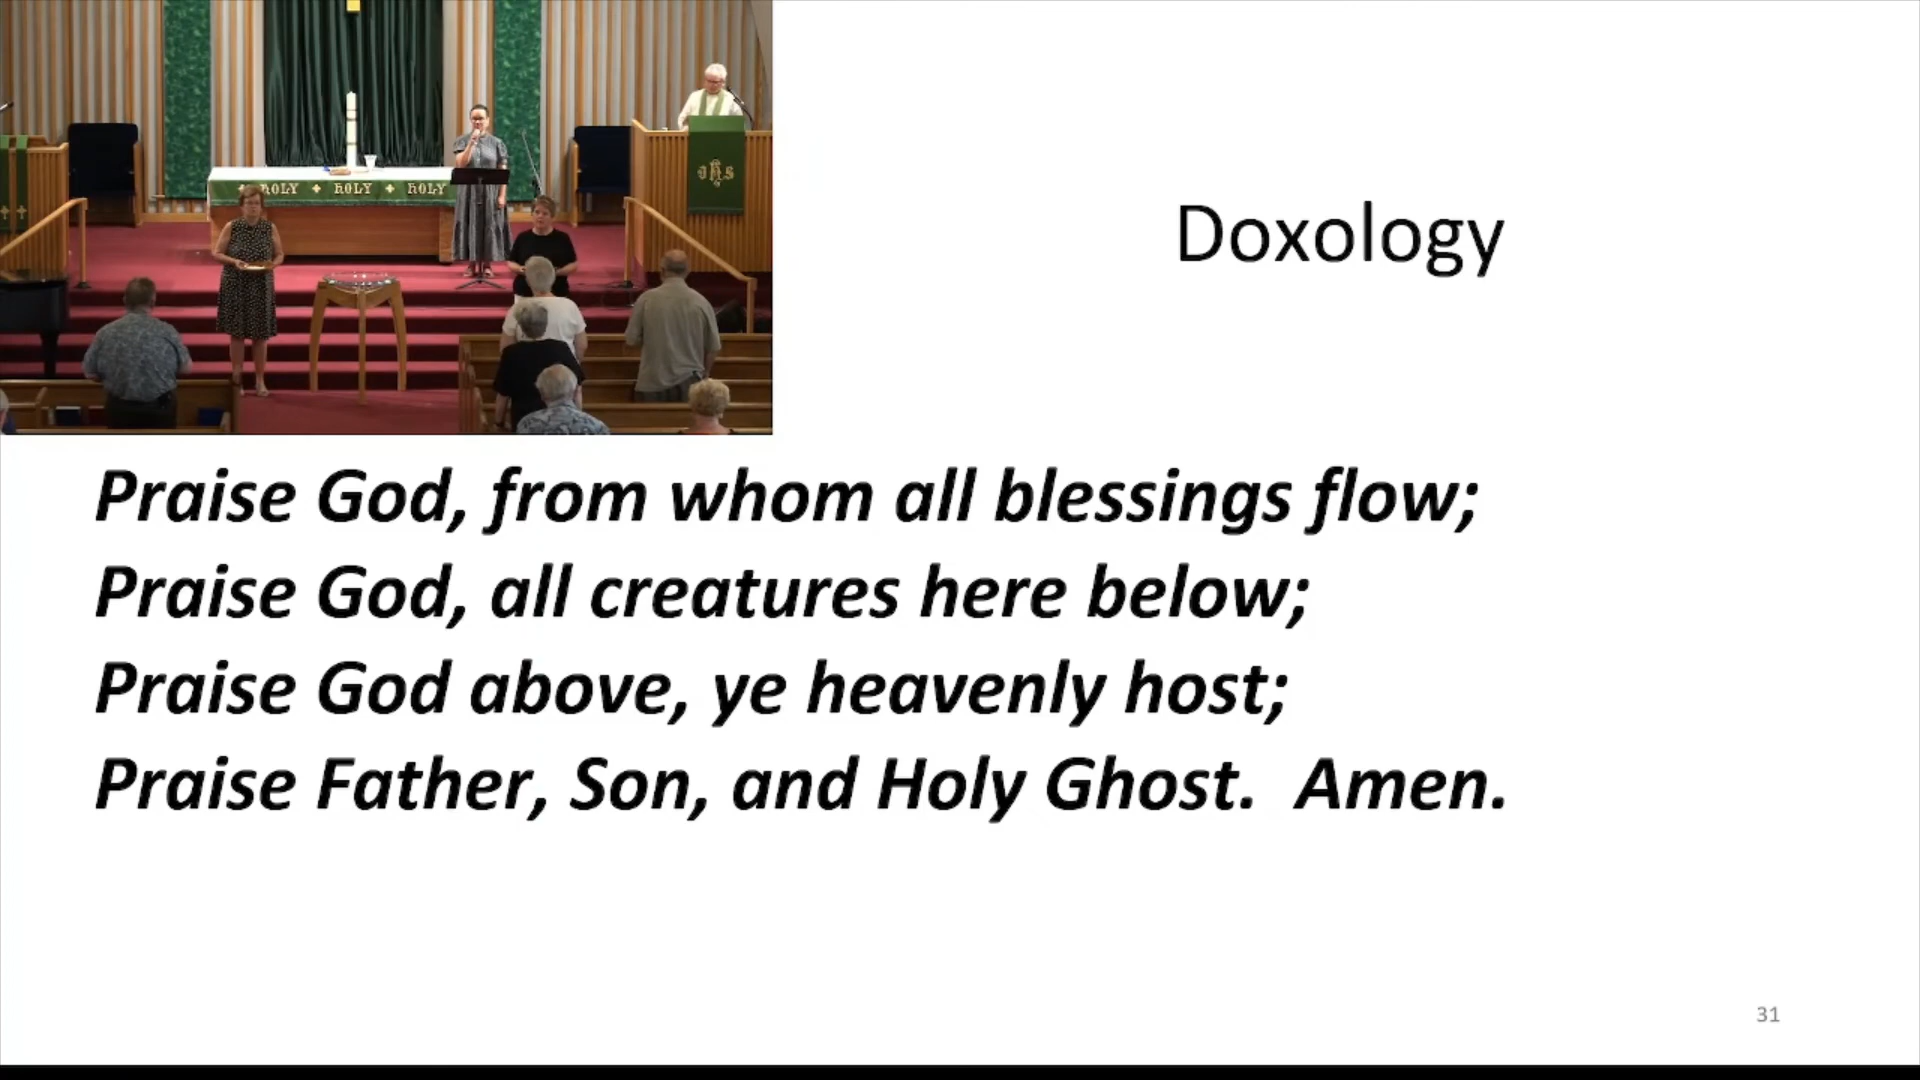 HOLY + HOLY + HOLY
IHS
Doxology
Praise God, from whom all blessings flow;
Praise God, all creatures here below;
Praise God above, ye heavenly host;
Praise Father, Son, and Holy Ghost.  Amen.
31